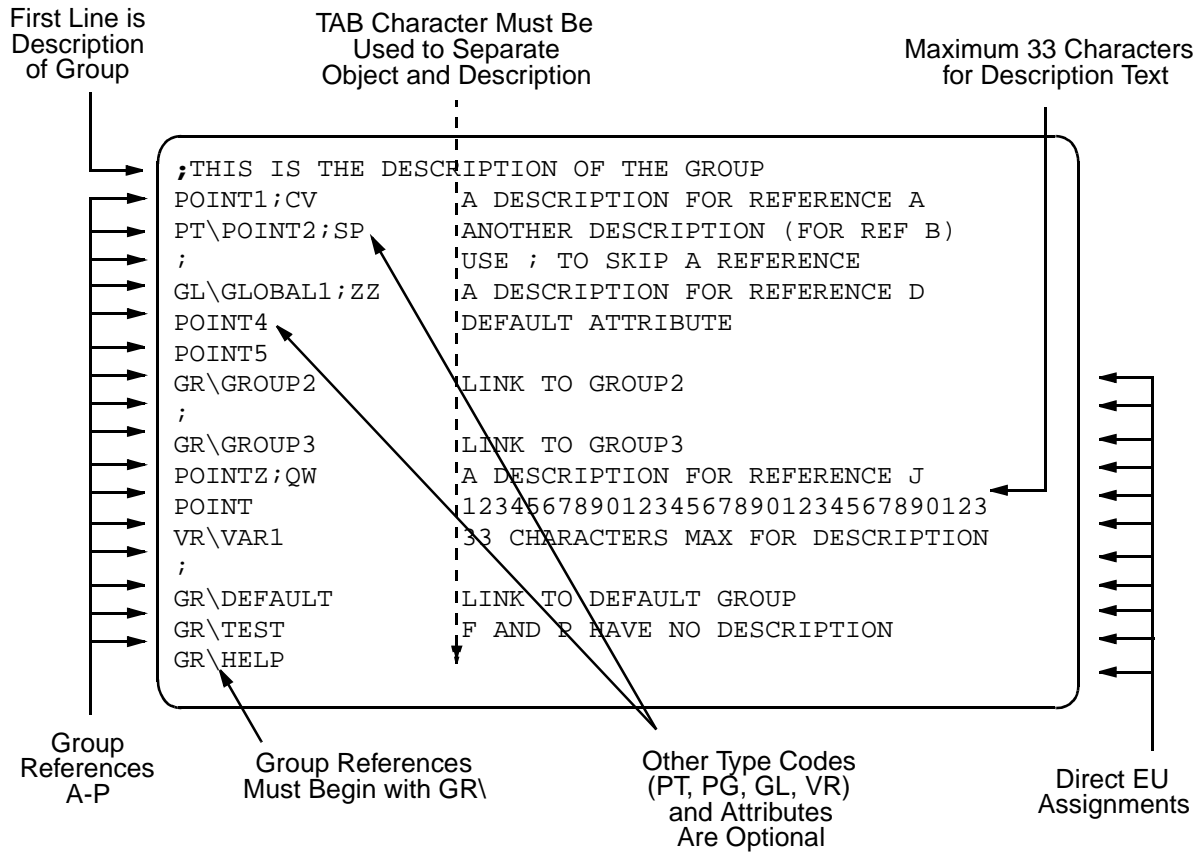 First Line is
Description
of Group
TAB Character Must Be
Used to Separate
Object and Description
Maximum 33 Characters
for Description Text
;THIS IS THE DESCRIPTION OF THE GROUP
POINT1;CV A DESCRIPTION FOR REFERENCE A
PT\POINT2;SP ANOTHER DESCRIPTION (FOR REF B)
; USE ; TO SKIP A REFERENCE
GL\GLOBAL1;ZZ A DESCRIPTION FOR REFERENCE D
POINT4 DEFAULT ATTRIBUTE
POINT5
GR\GROUP2 LINK TO GROUP2
;
GR\GROUP3 LINK TO GROUP3
POINTZ;QW A DESCRIPTION FOR REFERENCE J
POINT 123456789012345678901234567890123
VR\VAR1 33 CHARACTERS MAX FOR DESCRIPTION
;
GR\DEFAULT LINK TO DEFAULT GROUP
GR\TEST F AND P HAVE NO DESCRIPTION
GR\HELP
Group
References
A-P
Group References
Must Begin with GR\
Other Type Codes
(PT, PG, GL, VR)
and Attributes
Are Optional
Direct EU
Assignments